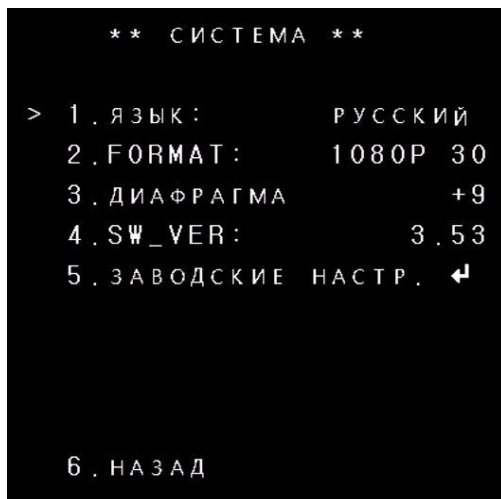 ** СИСТЕМА **
> 1.ЯЗЫК: РУССКИЙ
2.FORMAT: 1080P 30
3.ДИАФРАГМА +9
4.SW_VER: 3.53
5.ЗАВОДСКИЕ НАСТР. ↵
6.НАЗАД